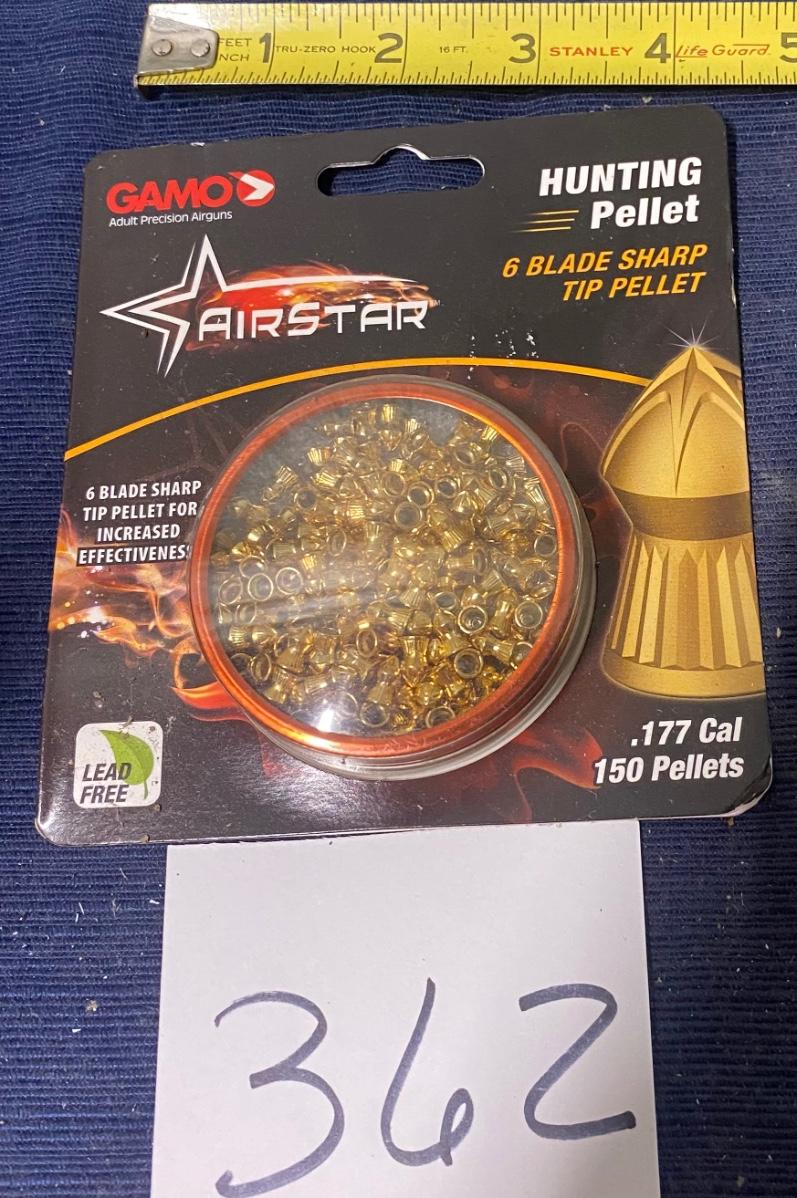 FEET
INCH
1
TRU-ZERO HOOK
2
16 FT.
3
STANLEY
4
LifeGuard
5
GAMO
Adult Precision Airguns
HUNTING
Pellet
6 BLADE SHARP
TIP PELLET
AIRSTAR
6 BLADE SHARP
TIP PELLET FOR
INCREASED
EFFECTIVENESS
LEAD
FREE
.177 Cal
150 Pellets
362